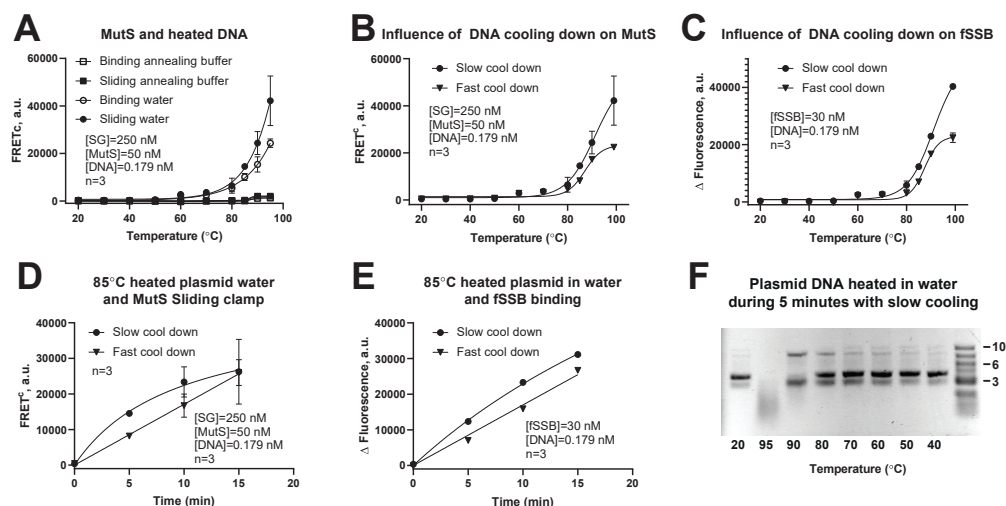 A
MutS and heated DNA
Binding annealing buffer
Sliding annealing buffer
Binding water
Sliding water
[SG]=250 nM
[MutS]=50 nM
[DNA]=0.179 nM
n=3
FRETc, a.u.
60000
40000
20000
0
20 40 60 80 100
Temperature (°C)
B
Influence of DNA cooling down on MutS
Slow cool down
Fast cool down
[SG]=250 nM
[MutS]=50 nM
[DNA]=0.179 nM
n=3
FRETᶜ, a.u.
60000
40000
20000
0
20 40 60 80 100
Temperature (°C)
C
Influence of DNA cooling down on fSSB
Slow cool down
Fast cool down
[fSSB]=30 nM
[DNA]=0.179 nM
n=3
Δ Fluorescence, a.u.
60000
40000
20000
0
20 40 60 80 100
Temperature (°C)
D
85°C heated plasmid water
and MutS Sliding clamp
Slow cool down
Fast cool down
n=3
[SG]=250 nM
[MutS]=50 nM
[DNA]=0.179 nM
n=3
FRETᶜ, a.u.
40000
30000
20000
10000
0
0 5 10 15 20
Time (min)
E
85°C heated plasmid in water
and fSSB binding
Slow cool down
Fast cool down
[fSSB]=30 nM
[DNA]=0.179 nM
n=3
Δ Fluorescence, a.u.
40000
30000
20000
10000
0
0 5 10 15 20
Time (min)
F
Plasmid DNA heated in water
during 5 minutes with slow cooling
10
6
3
20 95 90 80 70 60 50 40
Temperature (°C)